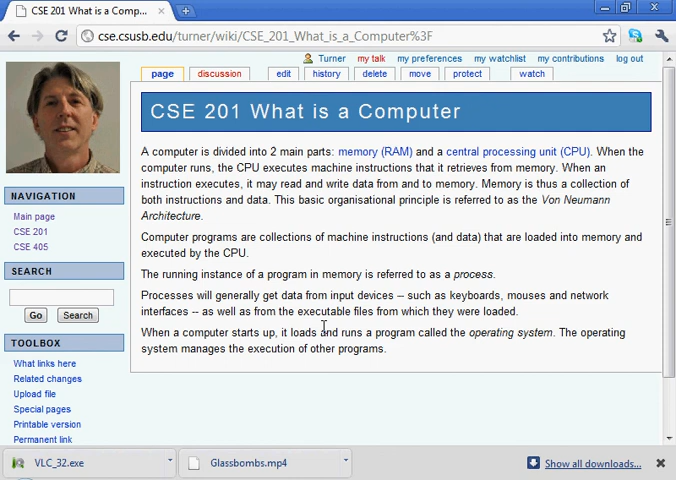 CSE 201 What is a Comp...
cse.csusb.edu/turner/wiki/CSE_201_What_is_a_Computer%3F
Turner my talk my preferences my watchlist my contributions log out
page discussion edit history delete move protect watch
CSE 201 What is a Computer
A computer is divided into 2 main parts: memory (RAM) and a central processing unit (CPU). When the
computer runs, the CPU executes machine instructions that it retrieves from memory. When an
instruction executes, it may read and write data from and to memory. Memory is thus a collection of
both instructions and data. This basic organisational principle is referred to as the Von Neumann
Architecture.
Computer programs are collections of machine instructions (and data) that are loaded into memory and
executed by the CPU.
The running instance of a program in memory is referred to as a process.
Processes will generally get data from input devices -- such as keyboards, mouses and network
interfaces -- as well as from the executable files from which they were loaded.
When a computer starts up, it loads and runs a program called the operating system. The operating
system manages the execution of other programs.
NAVIGATION
Main page
CSE 201
CSE 405
SEARCH
Go Search
TOOLBOX
What links here
Related changes
Upload file
Special pages
Printable version
Permanent link
VLC_32.exe Glassbombs.mp4 Show all downloads...